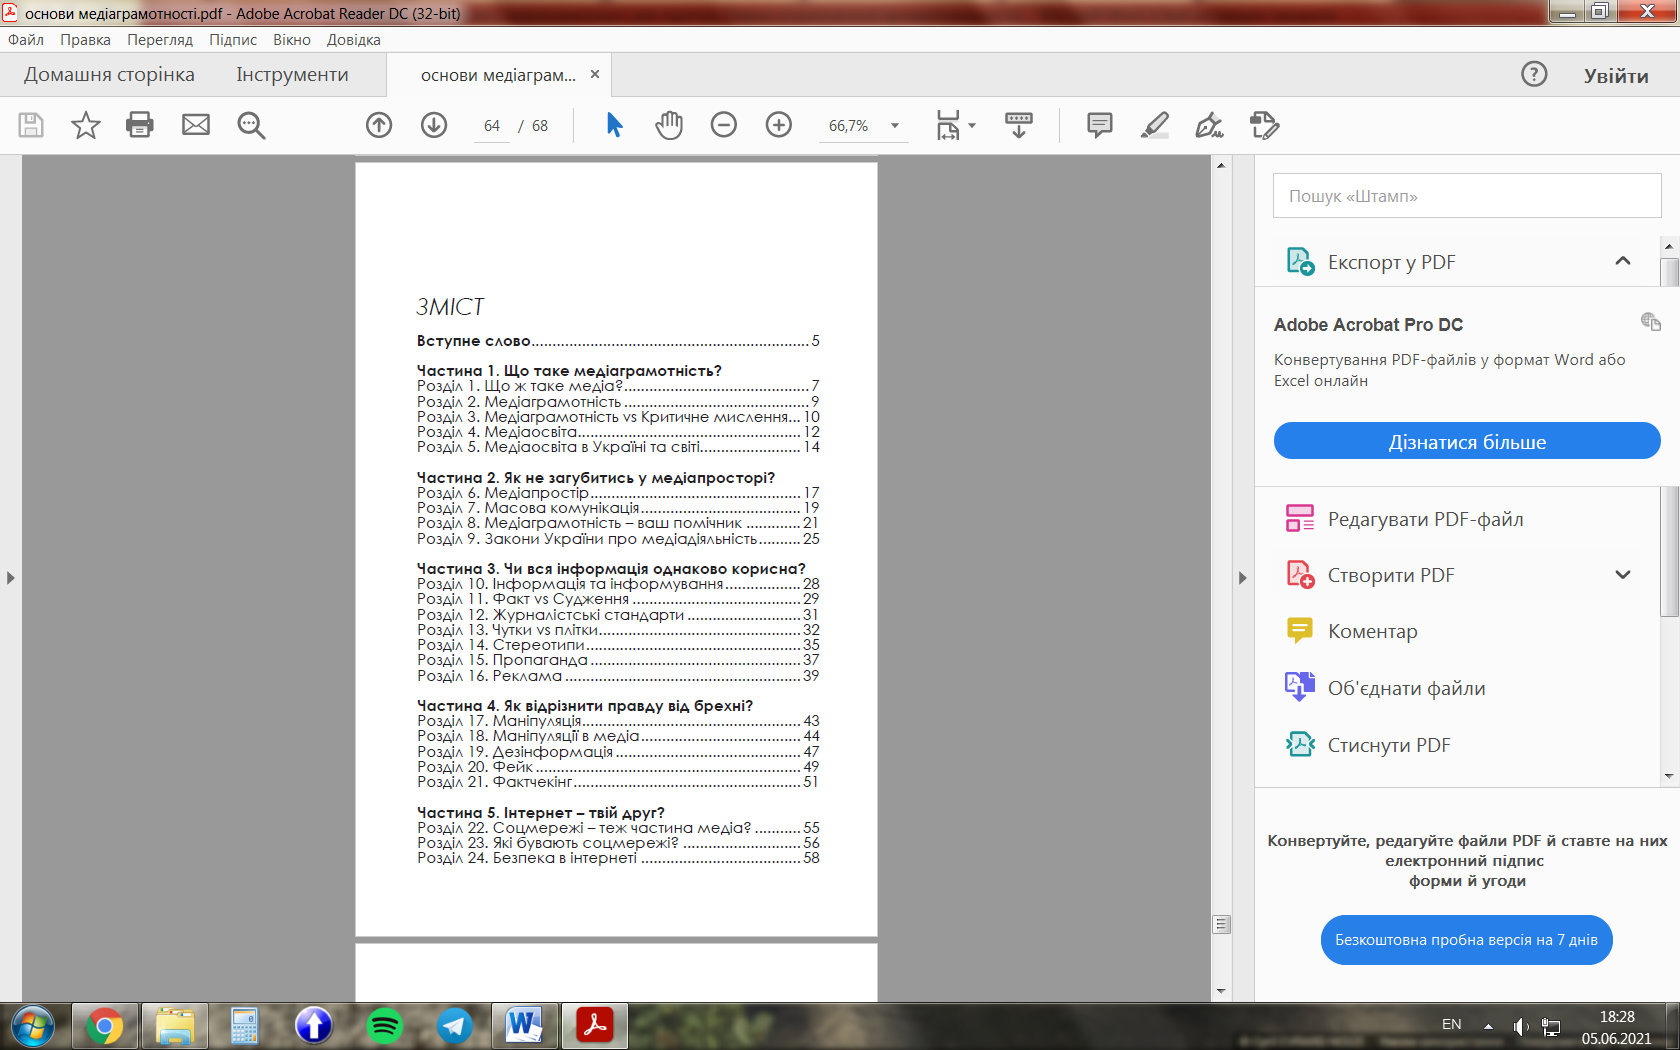 основи медіаграмотності.pdf - Adobe Acrobat Reader DC (32-bit)
Файл Правка Перегляд Підпис Вікно Довідка
Домашня сторінка Інструменти основи медіаграм... × Увійти
64 / 68 66,7%
ЗМІСТ
Вступне слово 5
Частина 1. Що таке медіаграмотність?
Розділ 1. Що ж таке медіа? 7
Розділ 2. Медіаграмотність 9
Розділ 3. Медіаграмотність vs Критичне мислення... 10
Розділ 4. Медіаосвіта 12
Розділ 5. Медіаосвіта в Україні та світі 14
Частина 2. Як не загубитись у медіапросторі?
Розділ 6. Медіапростір 17
Розділ 7. Масова комунікація 19
Розділ 8. Медіаграмотність – ваш помічник 21
Розділ 9. Закони України про медіадіяльність 25
Частина 3. Чи вся інформація однаково корисна?
Розділ 10. Інформація та інформування 28
Розділ 11. Факт vs Судження 29
Розділ 12. Журналістські стандарти 31
Розділ 13. Чутки vs плітки 32
Розділ 14. Стереотипи 35
Розділ 15. Пропаганда 37
Розділ 16. Реклама 39
Частина 4. Як відрізнити правду від брехні?
Розділ 17. Маніпуляція 43
Розділ 18. Маніпуляції в медіа 44
Розділ 19. Дезінформація 47
Розділ 20. Фейк 49
Розділ 21. Фактчекінг 51
Частина 5. Інтернет – твій друг?
Розділ 22. Соцмережі – теж частина медіа? 55
Розділ 23. Які бувають соцмережі? 56
Розділ 24. Безпека в інтернеті 58
Пошук «Штамп»
Експорт у PDF
Adobe Acrobat Pro DC
Конвертування PDF-файлів у формат Word або
Excel онлайн
Дізнатися більше
Редагувати PDF-файл
Створити PDF
Коментар
Об'єднати файли
Стиснути PDF
Конвертуйте, редагуйте файли PDF й ставте на них
електронний підпис
форми й угоди
Безкоштовна пробна версія на 7 днів
EN
18:28
05.06.2021